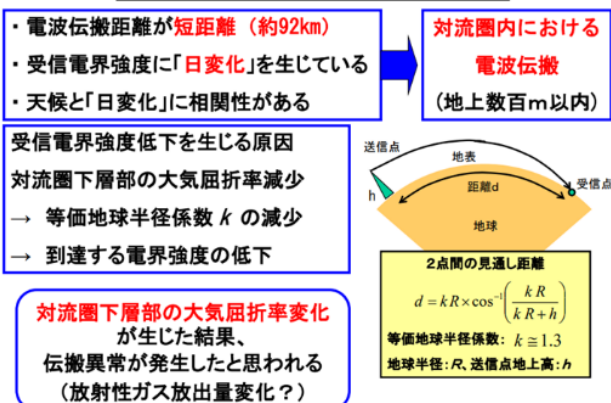 ・電波伝搬距離が短距離（約92km）
・受信電界強度に「日変化」を生じている
・天候と「日変化」に相関性がある
対流圏内における
電波伝搬
(地上数百ｍ以内)
受信電界強度低下を生じる原因
対流圏下層部の大気屈折率減少
→ 等価地球半径係数 k の減少
→ 到達する電界強度の低下
送信点
地表
受信点
h
距離d
地球
2点間の見通し距離
d = kR × cos⁻¹(kR / (kR + h))
等価地球半径係数: k ≅ 1.3
地球半径：R、送信点地上高：h
対流圏下層部の大気屈折率変化
が生じた結果、
伝搬異常が発生したと思われる
（放射性ガス放出量変化？）